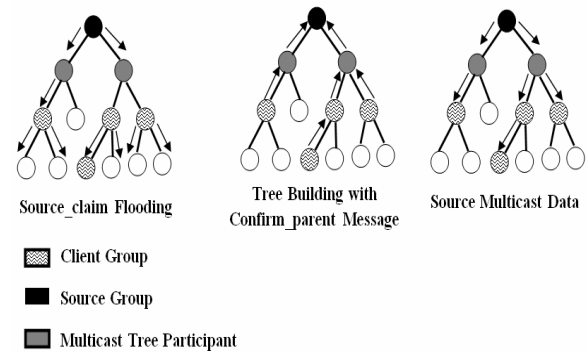 Source_claim Flooding
Tree Building with
Confirm_parent Message
Source Multicast Data
Client Group
Source Group
Multicast Tree Participant